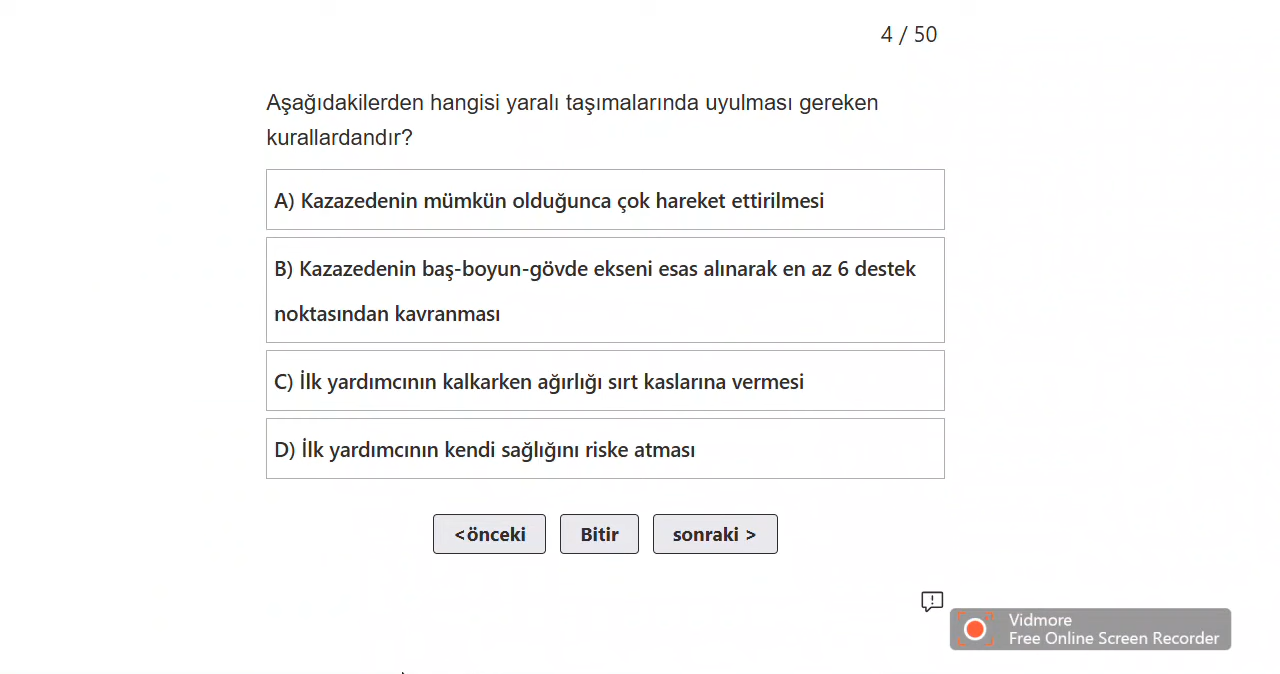 4 / 50
Aşağıdakilerden hangisi yaralı taşımalarında uyulması gereken
kurallardandır?
A) Kazazedenin mümkün olduğunca çok hareket ettirilmesi
B) Kazazedenin baş-boyun-gövde ekseni esas alınarak en az 6 destek
noktasından kavranması
C) İlk yardımcının kalkarken ağırlığı sırt kaslarına vermesi
D) İlk yardımcının kendi sağlığını riske atması
<önceki Bitir sonraki >
Vidmore
Free Online Screen Recorder